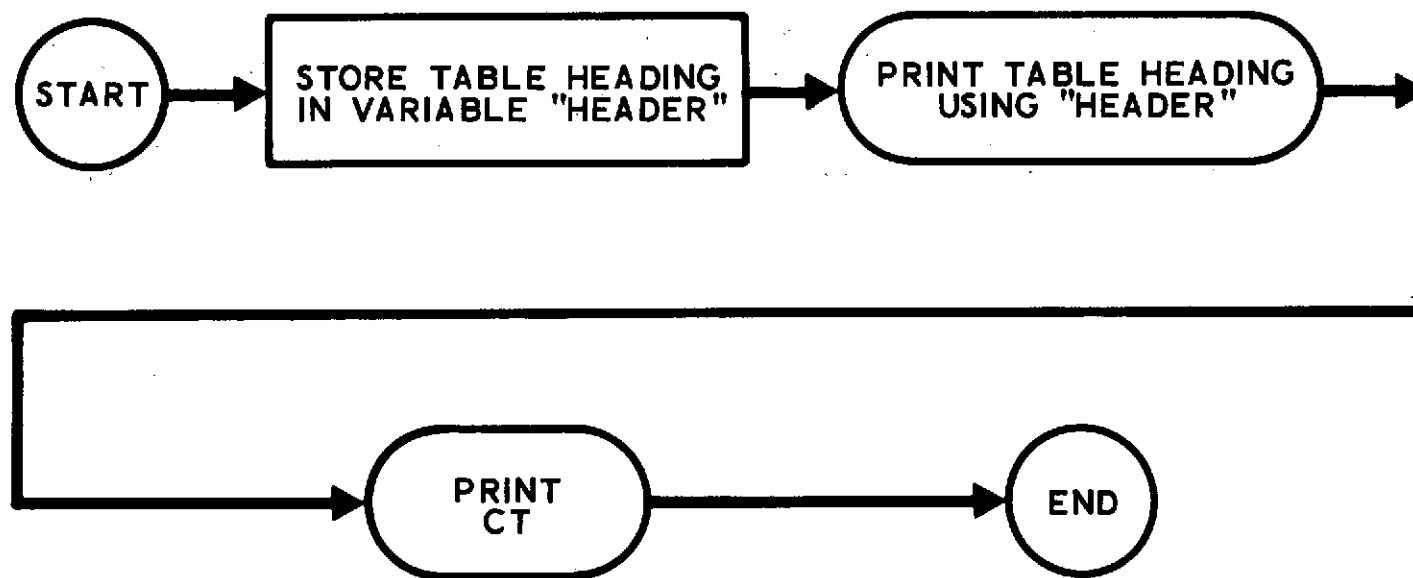 START
STORE TABLE HEADING
IN VARIABLE "HEADER"
PRINT TABLE HEADING
USING "HEADER"
PRINT
CT
END